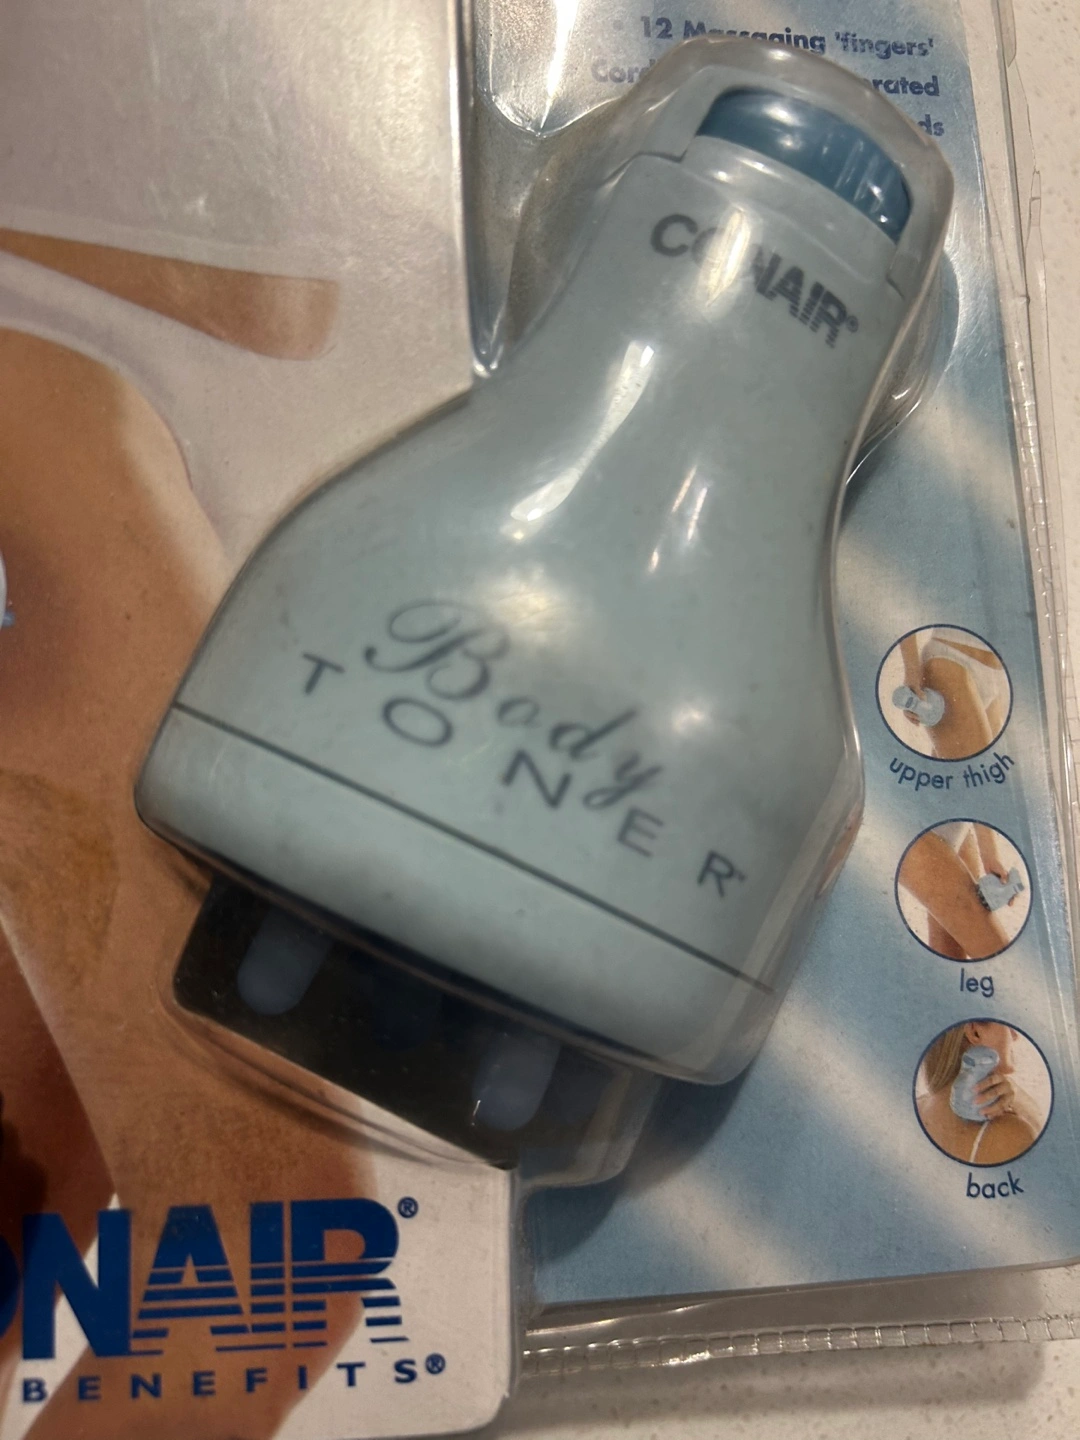 12 Massaging 'fingers'
CONAIR®
Body
TONER
upper thigh
leg
back
NAIR®
BENEFITS®